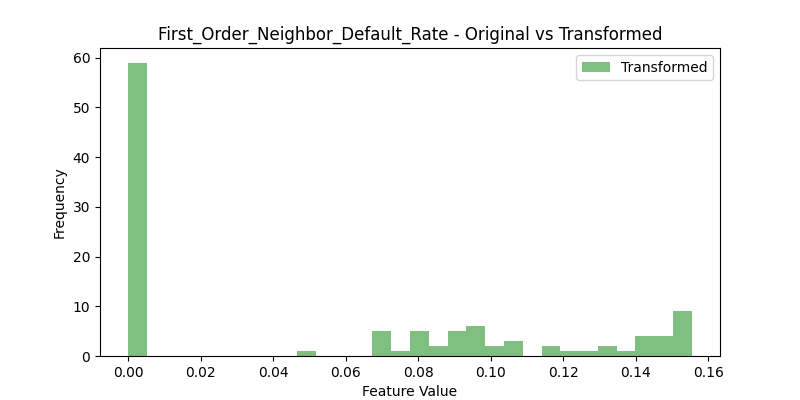 First_Order_Neighbor_Default_Rate - Original vs Transformed
Transformed
Frequency
60
50
40
30
20
10
0
0.00 0.02 0.04 0.06 0.08 0.10 0.12 0.14 0.16
Feature Value